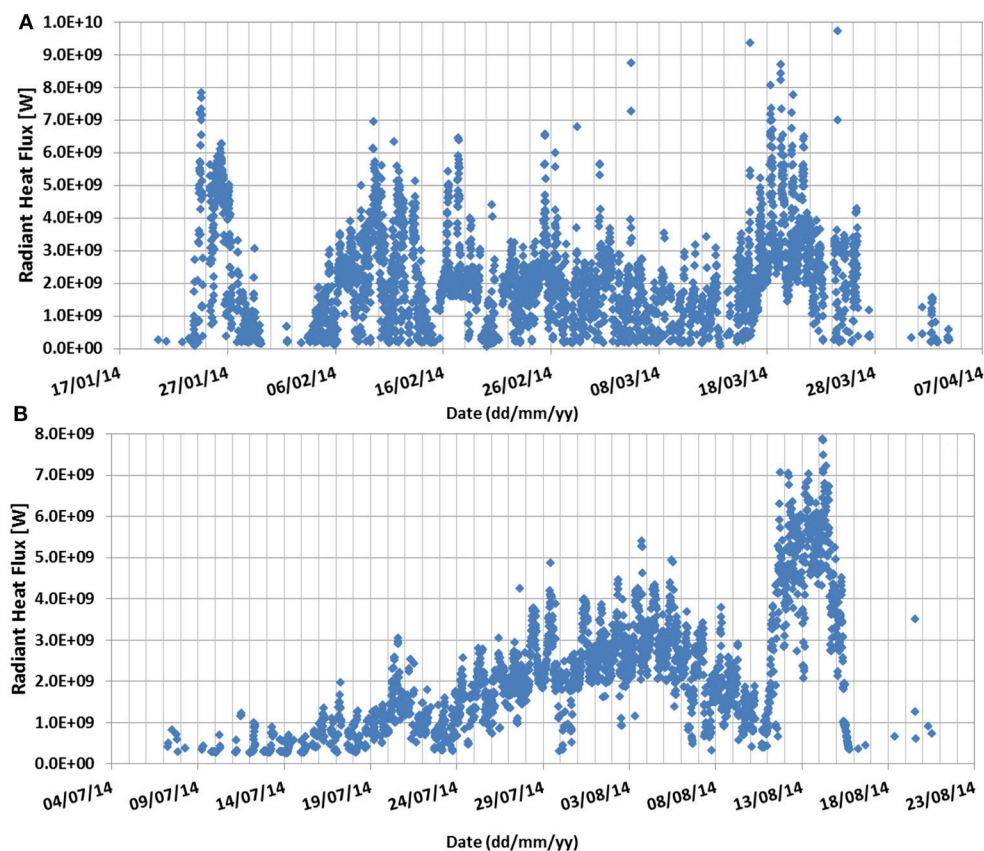 A
1.0E+10
9.0E+09
8.0E+09
7.0E+09
6.0E+09
5.0E+09
4.0E+09
3.0E+09
2.0E+09
1.0E+09
0.0E+00
Radiant Heat Flux [W]
17/01/14 27/01/14 06/02/14 16/02/14 26/02/14 08/03/14 18/03/14 28/03/14 07/04/14
Date (dd/mm/yy)
B
8.0E+09
7.0E+09
6.0E+09
5.0E+09
4.0E+09
3.0E+09
2.0E+09
1.0E+09
0.0E+00
Radiant Heat Flux [W]
04/07/14 09/07/14 14/07/14 19/07/14 24/07/14 29/07/14 03/08/14 08/08/14 13/08/14 18/08/14 23/08/14
Date (dd/mm/yy)